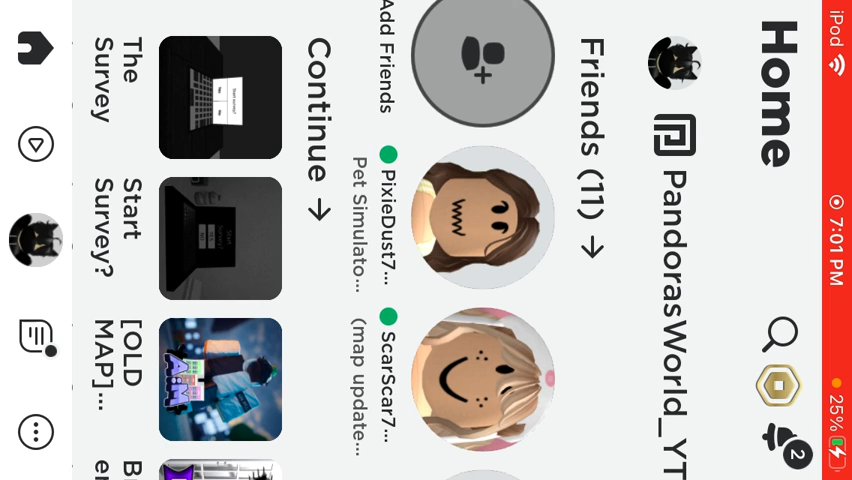 iPod 7:01 PM 25%
Home
2
PandorasWorld_YT
Friends (11)
Add Friends
PixieDust7...
ScarScar7...
Pet Simulato...
(map update...
Continue
The Survey
Start Survey?
[OLD MAP]...